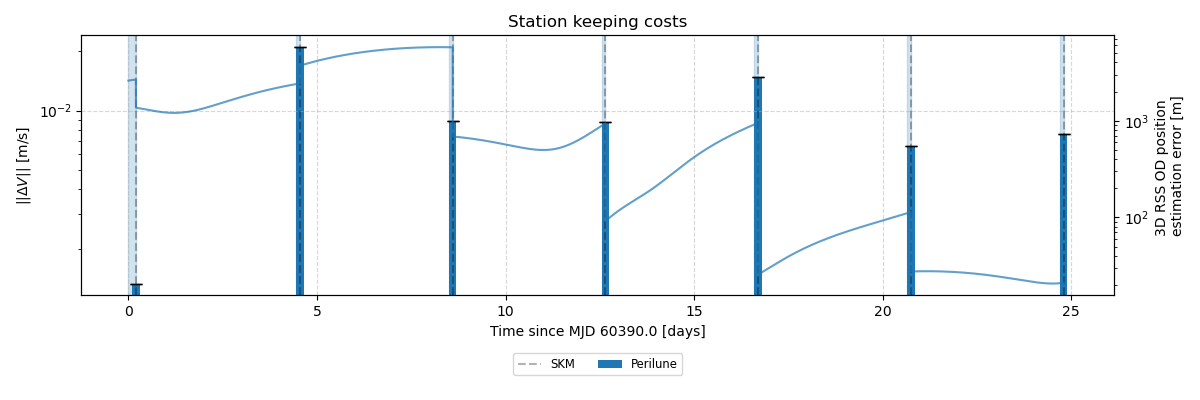 Station keeping costs
||ΔV|| [m/s]
10⁻²
10³
10²
3D RSS OD position
estimation error [m]
0 5 10 15 20 25
Time since MJD 60390.0 [days]
SKM Perilune